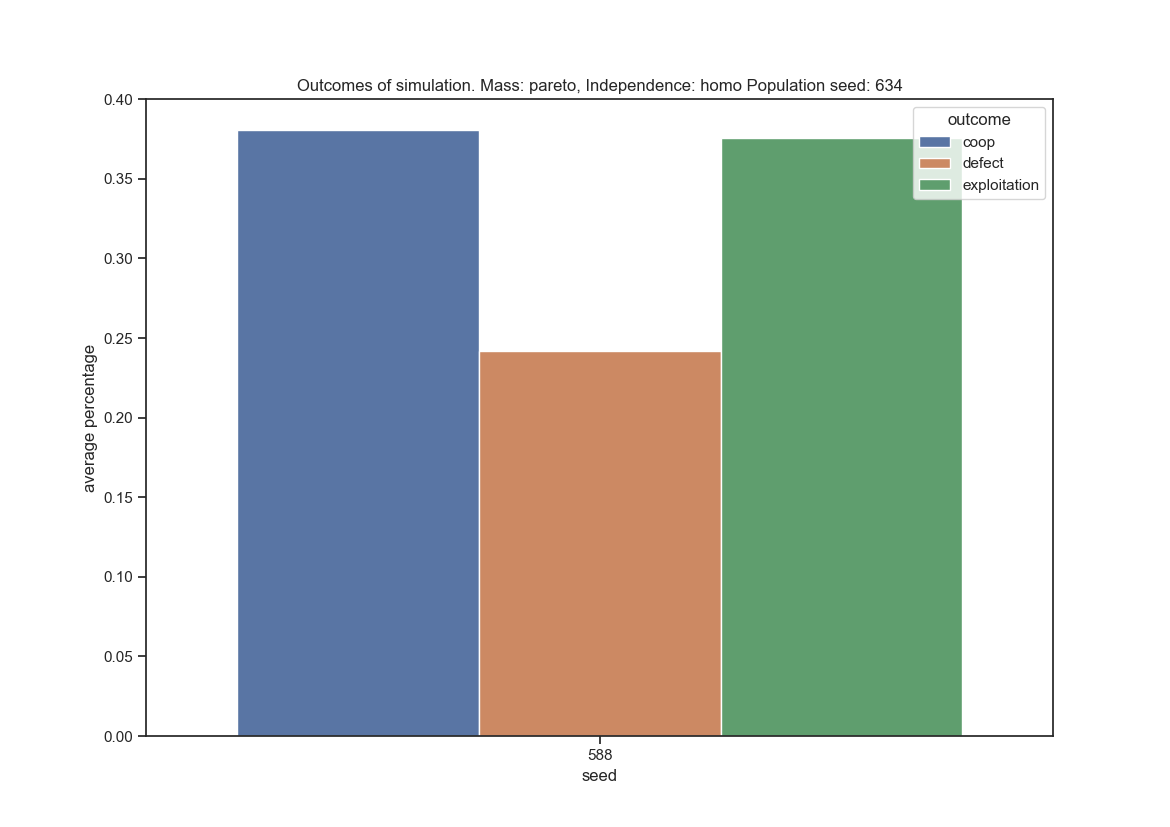 Outcomes of simulation. Mass: pareto, Independence: homo Population seed: 634
0.40
0.35
0.30
0.25
0.20
0.15
0.10
0.05
0.00
average percentage
588
seed
outcome
coop
defect
exploitation